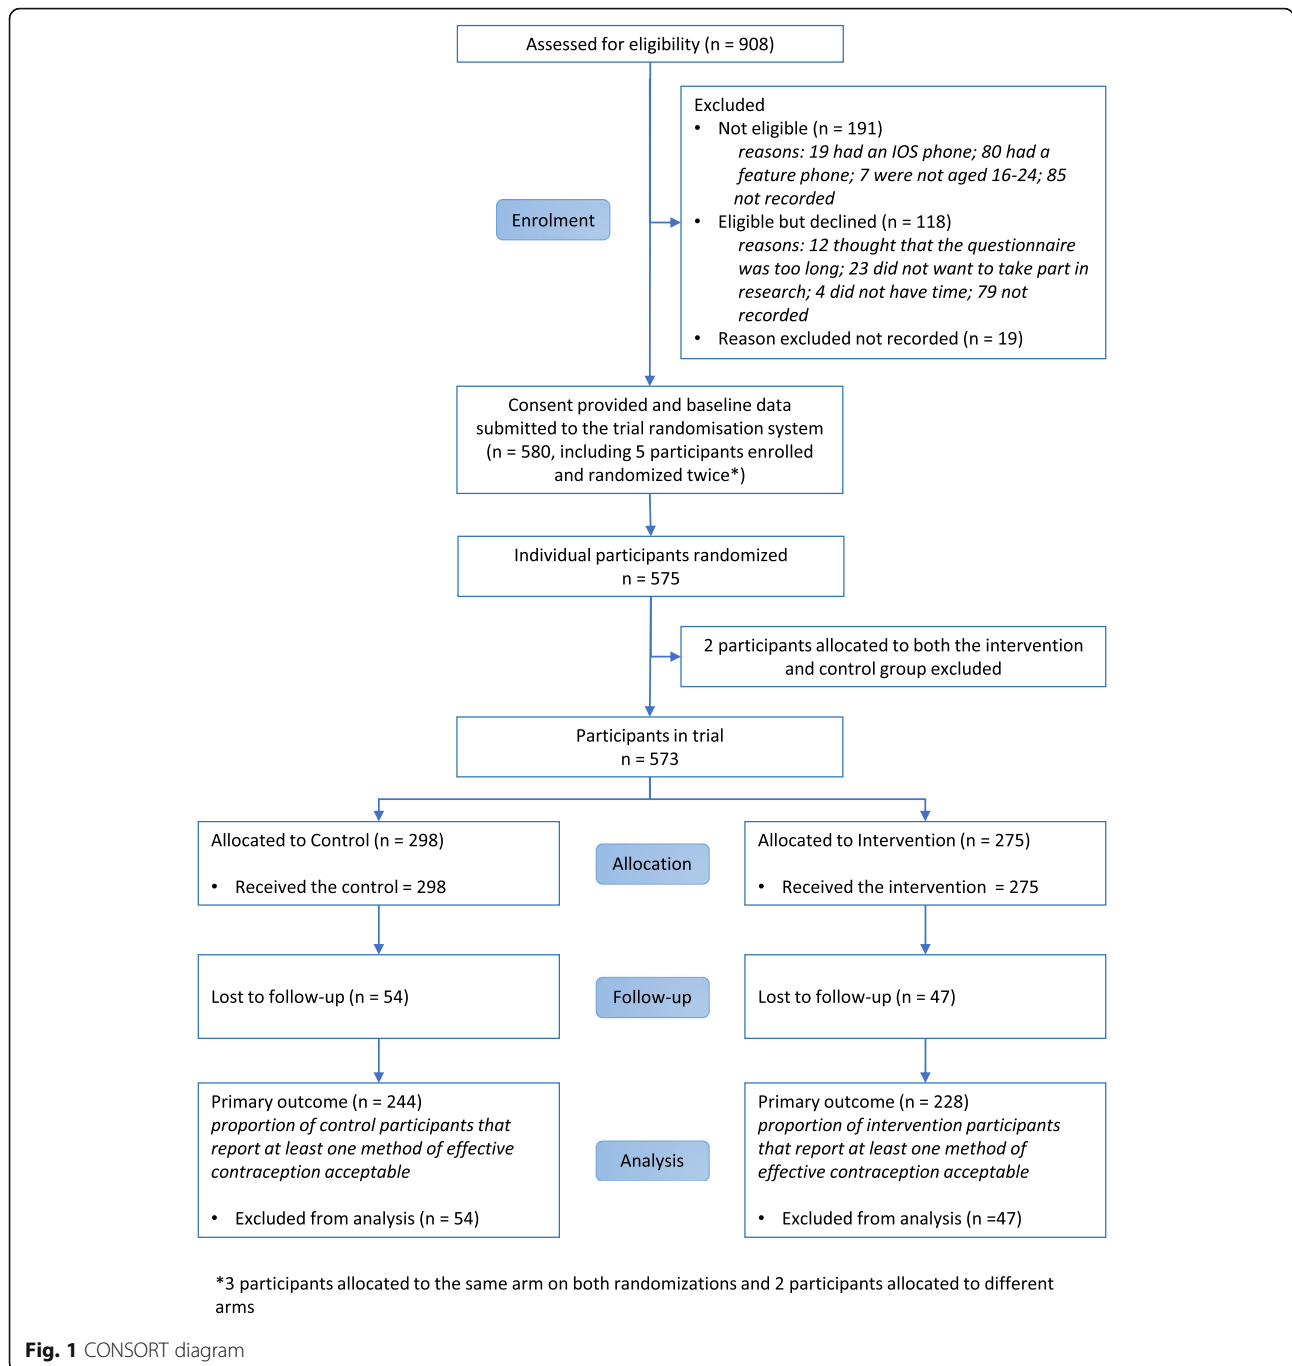 Assessed for eligibility (n = 908)
Excluded
• Not eligible (n = 191)
reasons: 19 had an IOS phone; 80 had a
feature phone; 7 were not aged 16-24; 85
not recorded
• Eligible but declined (n = 118)
reasons: 12 thought that the questionnaire
was too long; 23 did not want to take part in
research; 4 did not have time; 79 not
recorded
• Reason excluded not recorded (n = 19)
Enrolment
Consent provided and baseline data
submitted to the trial randomisation system
(n = 580, including 5 participants enrolled
and randomized twice*)
Individual participants randomized
n = 575
2 participants allocated to both the intervention
and control group excluded
Participants in trial
n = 573
Allocated to Control (n = 298)
• Received the control = 298
Allocation
Allocated to Intervention (n = 275)
• Received the intervention = 275
Lost to follow-up (n = 54)
Follow-up
Lost to follow-up (n = 47)
Primary outcome (n = 244)
proportion of control participants that
report at least one method of effective
contraception acceptable
• Excluded from analysis (n = 54)
Analysis
Primary outcome (n = 228)
proportion of intervention participants
that report at least one method of
effective contraception acceptable
• Excluded from analysis (n =47)
*3 participants allocated to the same arm on both randomizations and 2 participants allocated to different
arms
Fig. 1 CONSORT diagram